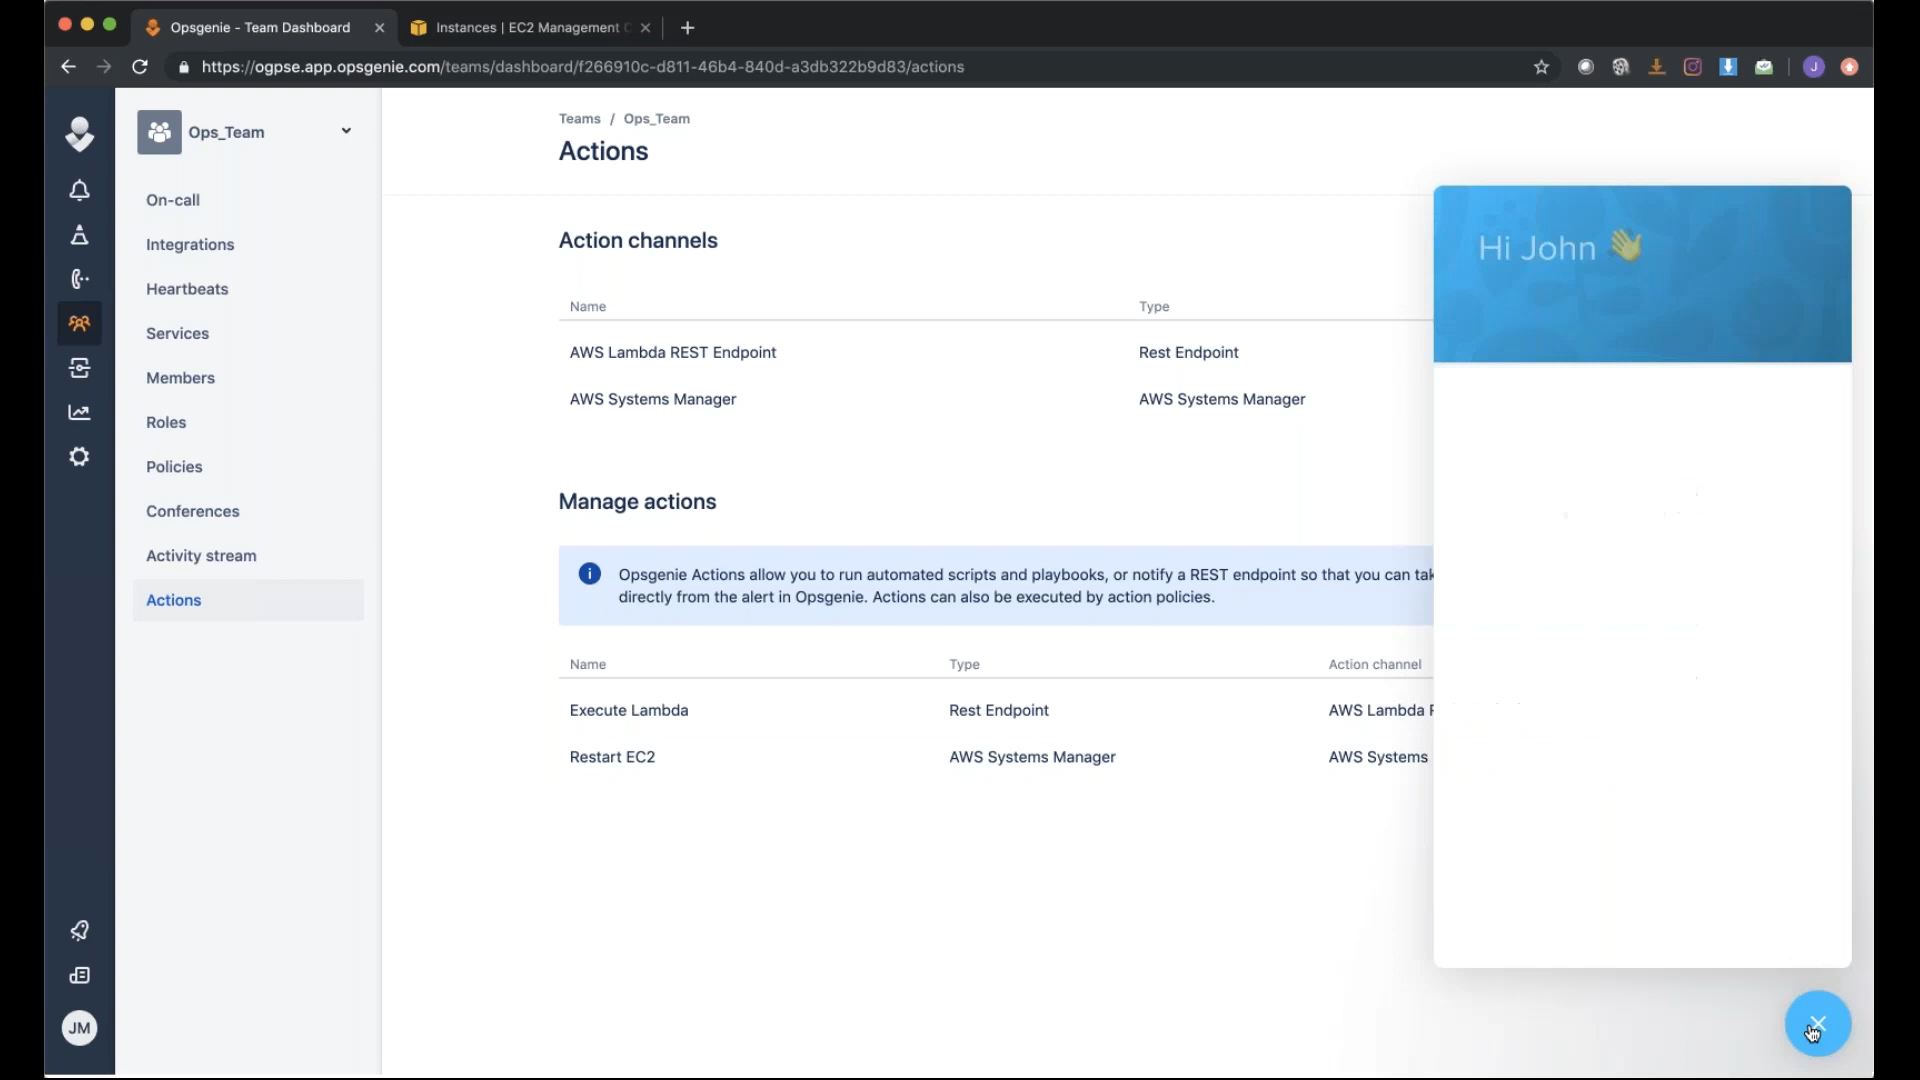 Opsgenie - Team Dashboard
Instances | EC2 Management
https://ogpse.app.opsgenie.com/teams/dashboard/f266910c-d811-46b4-840d-a3db322b9d83/actions
J
Ops_Team
On-call
Integrations
Heartbeats
Services
Members
Roles
Policies
Conferences
Activity stream
Actions
JM
Teams / Ops_Team
Actions
Action channels
Name Type
AWS Lambda REST Endpoint Rest Endpoint
AWS Systems Manager AWS Systems Manager
Manage actions
Opsgenie Actions allow you to run automated scripts and playbooks, or notify a REST endpoint so that you can tak
directly from the alert in Opsgenie. Actions can also be executed by action policies.
Name Type Action channel
Execute Lambda Rest Endpoint AWS Lambda
Restart EC2 AWS Systems Manager AWS Systems
Hi John 👋